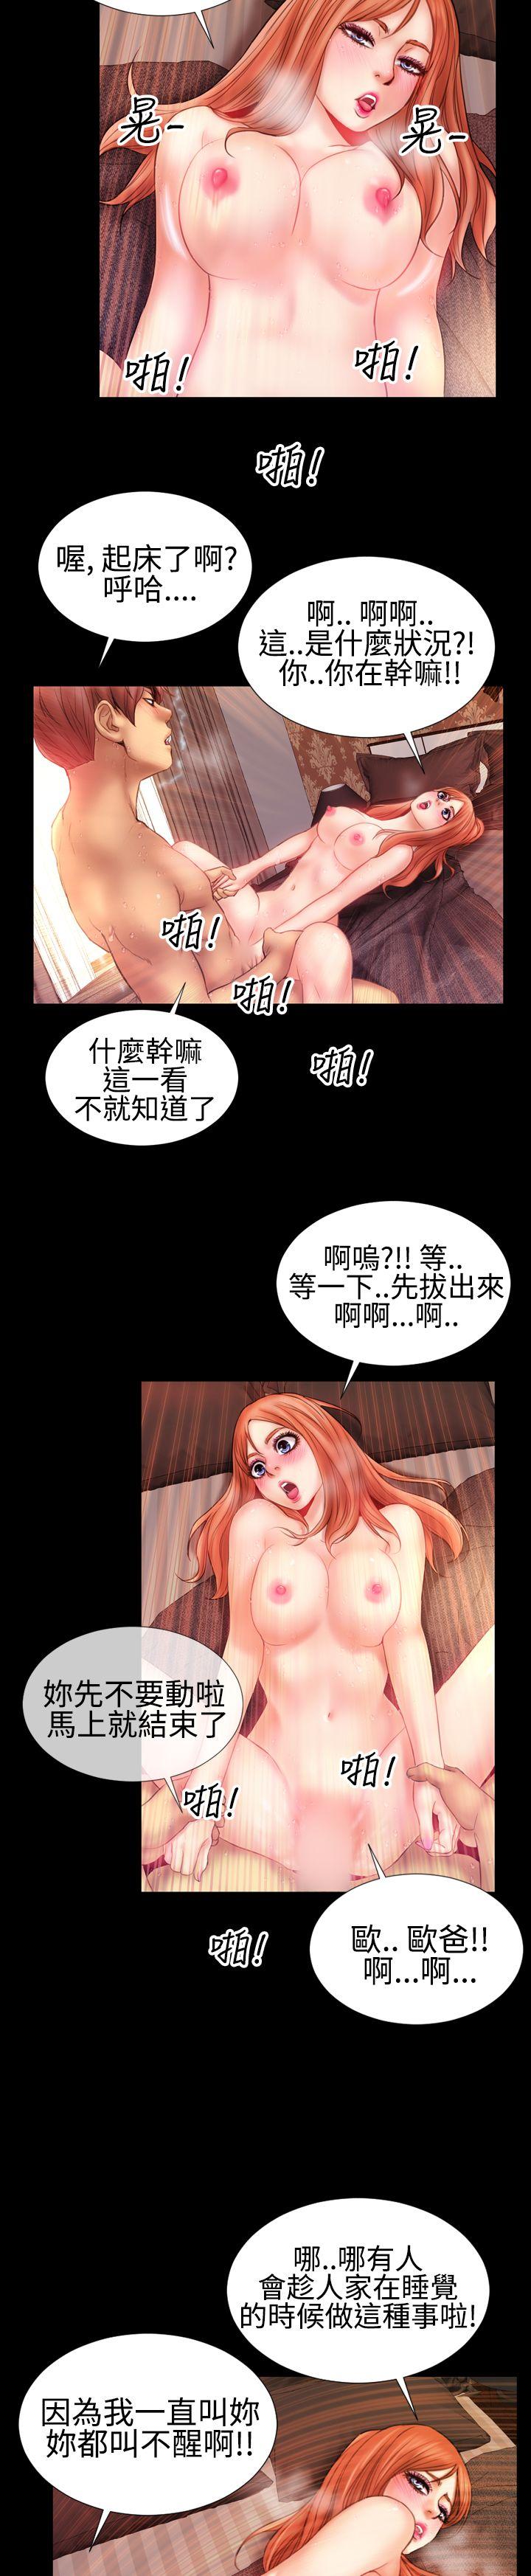 晃-
晃-
啪!
啪!
啪!
喔, 起床了啊?
呼哈....
啊.. 啊啊..
這..是什麼狀況?!
你..你在幹嘛!!
啪!
啪!
什麼幹嘛
這一看
不就知道了
啪!
啊嗚?!! 等..
等一下..先拔出來
啊啊...啊..
妳先不要動啦
馬上就結束了
啪!
啪!
歐.. 歐爸!!
啊...啊...
啪!
哪..哪有人
會趁人家在睡覺
的時候做這種事啦!
因為我一直叫妳
妳都叫不醒啊!!